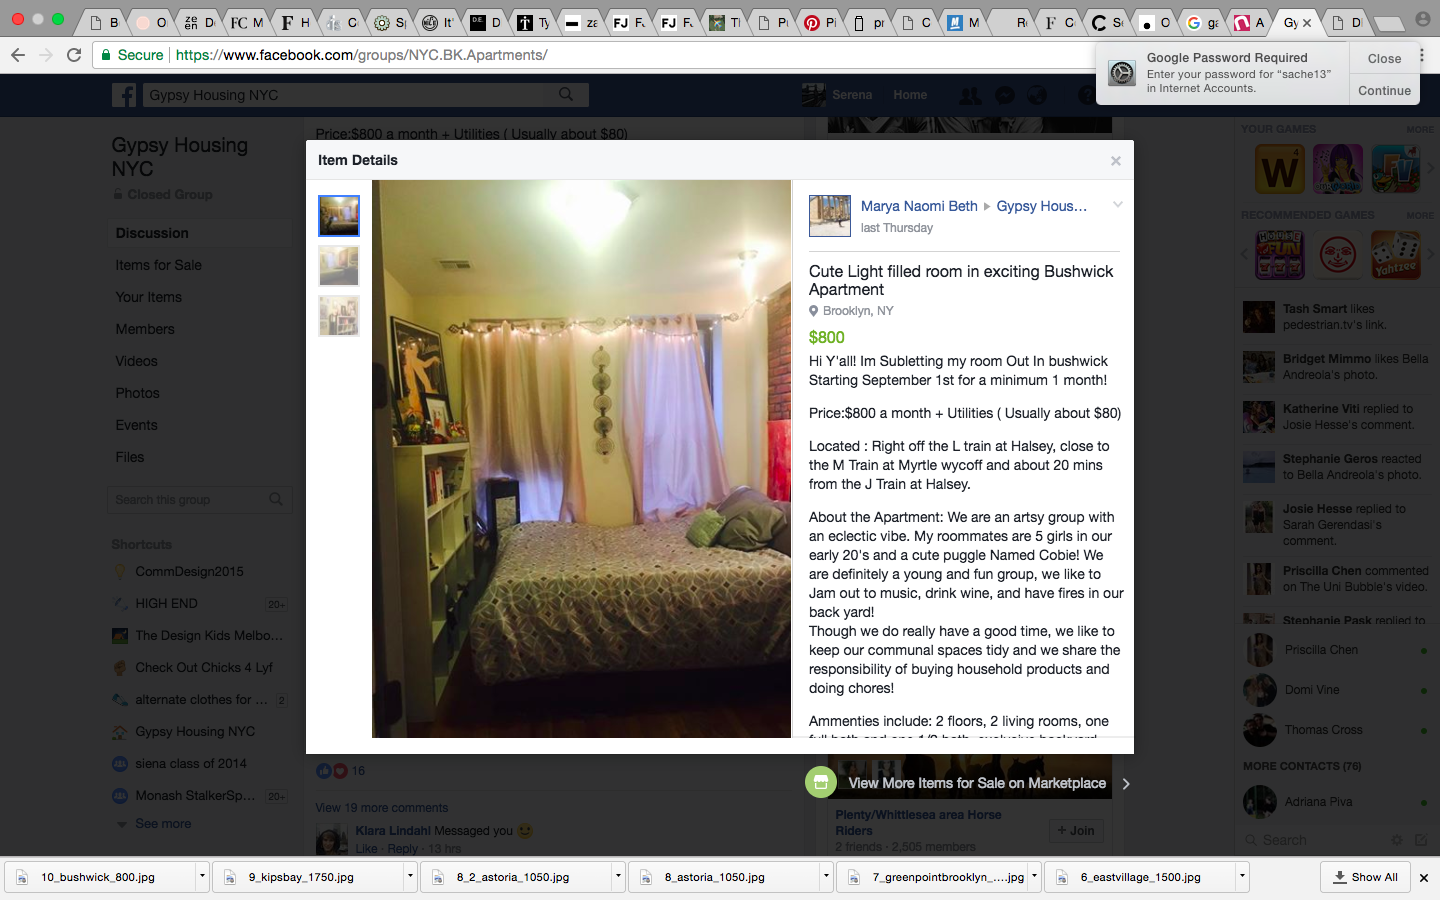 Secure
https://www.facebook.com/groups/NYC.BK.Apartments/
Google Password Required
Enter your password for “sache13”
in Internet Accounts.
Close
Continue
Gypsy Housing NYC
Serena
Home
Gypsy Housing
NYC
Closed Group
Discussion
Items for Sale
Your Items
Members
Videos
Photos
Events
Files
Search this group
Shortcuts
CommDesign2015
HIGH END
20+
The Design Kids Melbo...
Check Out Chicks 4 Lyf
alternate clothes for ...
2
Gypsy Housing NYC
siena class of 2014
Monash StalkerSp...
20+
See more
Price:$800 a month + Utilities ( Usually about $80)
Item Details
Marya Naomi Beth
Gypsy Hous...
last Thursday
Cute Light filled room in exciting Bushwick
Apartment
Brooklyn, NY
$800
Hi Y'all! Im Subletting my room Out In bushwick
Starting September 1st for a minimum 1 month!
Price:$800 a month + Utilities ( Usually about $80)
Located : Right off the L train at Halsey, close to
the M Train at Myrtle wycoff and about 20 mins
from the J Train at Halsey.
About the Apartment: We are an artsy group with
an eclectic vibe. My roommates are 5 girls in our
early 20's and a cute puggle Named Cobie! We
are definitely a young and fun group, we like to
Jam out to music, drink wine, and have fires in our
back yard!
Though we do really have a good time, we like to
keep our communal spaces tidy and we share the
responsibility of buying household products and
doing chores!
Ammenties include: 2 floors, 2 living rooms, one
View More Items for Sale on Marketplace
16
View 19 more comments
Klara Lindahl Messaged you
Like · Reply · 13 hrs
Plenty/Whittlesea area Horse
Riders
2 friends · 2,505 members
+ Join
YOUR GAMES
MORE
RECOMMENDED GAMES
MORE
Tash Smart likes
pedestrian.tv's link.
Bridget Mimmo likes Bella
Andreola's photo.
Katherine Viti replied to
Josie Hesse's comment.
Stephanie Geros reacted
to Bella Andreola's photo.
Josie Hesse replied to
Sarah Gerendasi's
comment.
Priscilla Chen commented
on The Uni Bubble's video.
Stephanie Pask replied to
Priscilla Chen
Domi Vine
Thomas Cross
MORE CONTACTS (76)
Adriana Piva
Search
10_bushwick_800.jpg
9_kipsbay_1750.jpg
8_2_astoria_1050.jpg
8_astoria_1050.jpg
7_greenpointbrooklyn_....jpg
6_eastvillage_1500.jpg
Show All